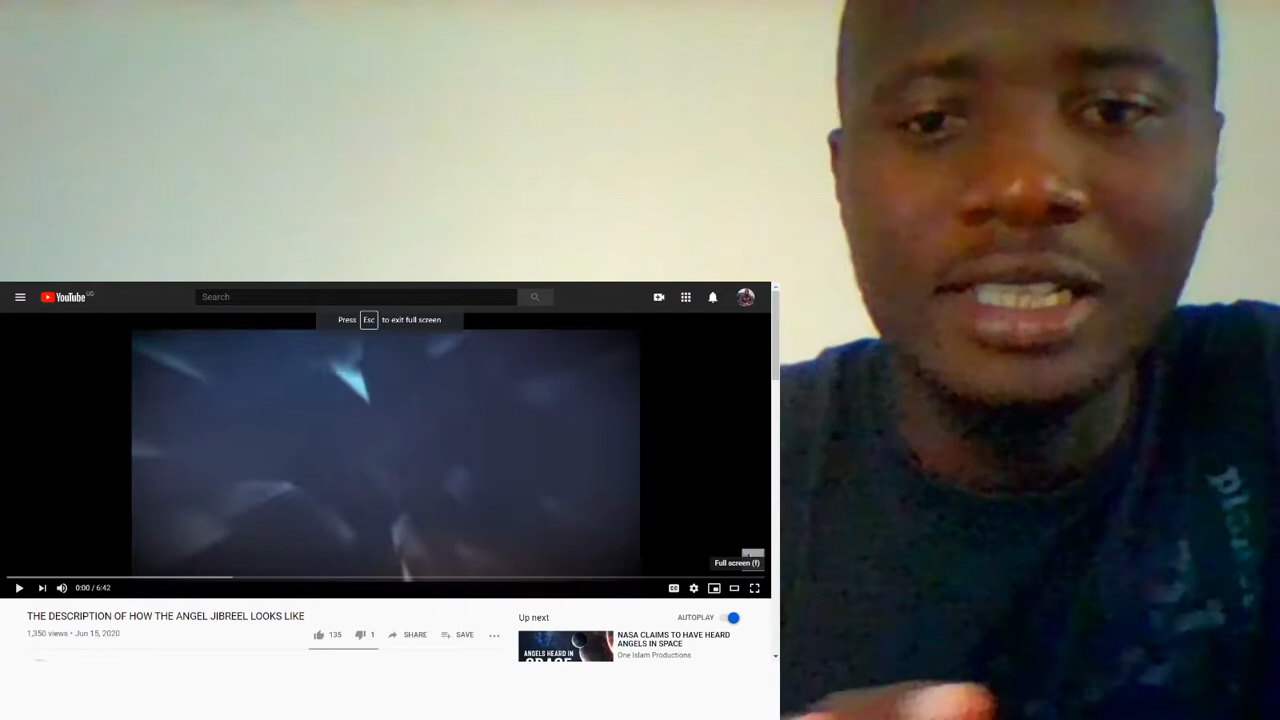 YouTube UG
Search
Press Esc to exit full screen
Full screen (f)
0:00 / 6:42
THE DESCRIPTION OF HOW THE ANGEL JIBREEL LOOKS LIKE
1,350 views • Jun 15, 2020
135
1
SHARE
SAVE
Up next
AUTOPLAY
ANGELS HEARD IN
SPACE
NASA CLAIMS TO HAVE HEARD
ANGELS IN SPACE
One Islam Productions